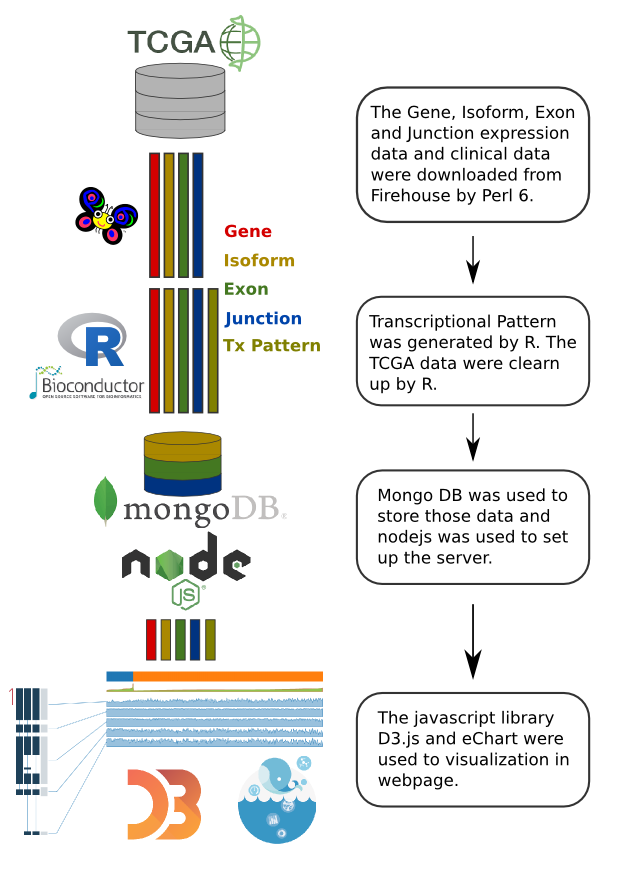 TCGA
The Gene, Isoform, Exon
and Junction expression
data and clinical data
were downloaded from
Firehouse by Perl 6.
Gene
Isoform
Exon
Junction
Tx Pattern
R
Bioconductor
OPEN SOURCE SOFTWARE FOR BIOINFORMATICS
Transcriptional Pattern
was generated by R. The
TCGA data were clearn
up by R.
mongoDB®
node
JS
Mongo DB was used to
store those data and
nodejs was used to set
up the server.
1
D3
The javascript library
D3.js and eChart were
used to visualization in
webpage.